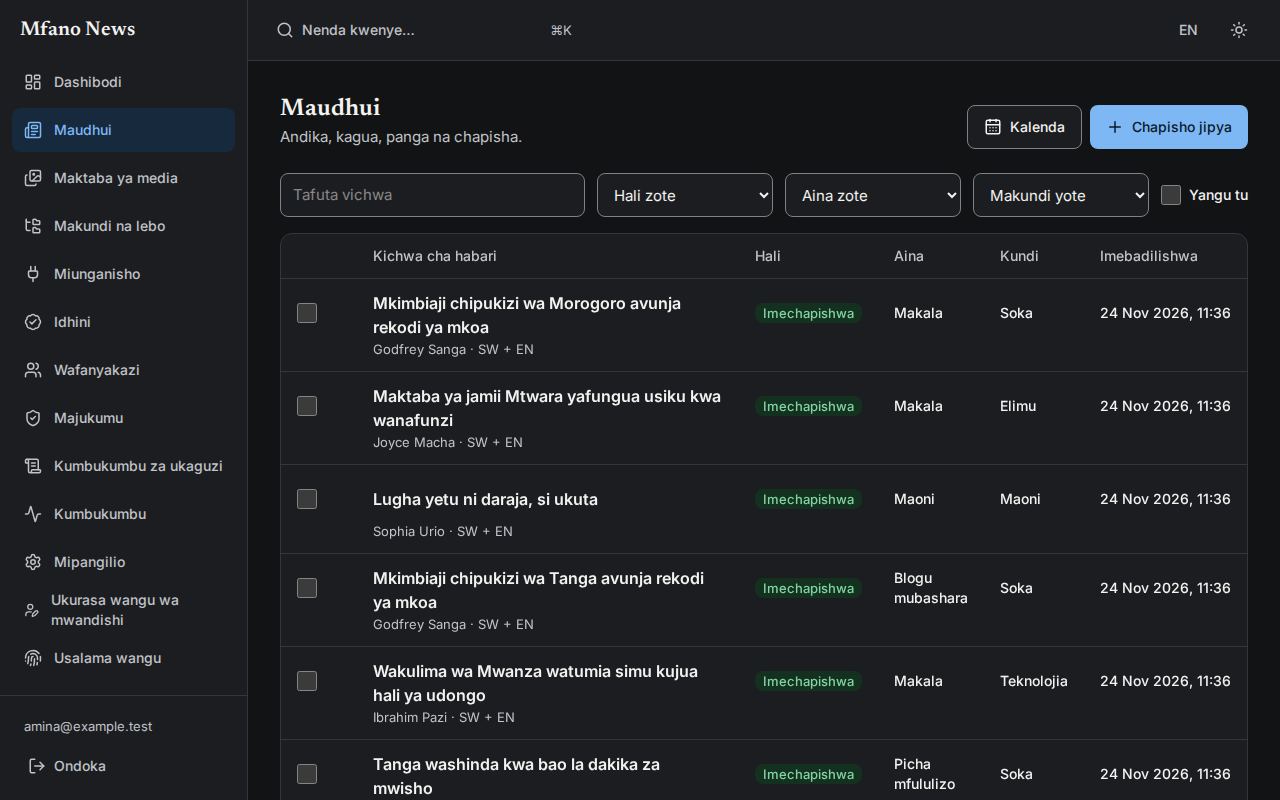 Mfano News
Nenda kwenye...
⌘K
EN
Dashibodi
Maudhui
Maktaba ya media
Makundi na lebo
Miunganisho
Idhini
Wafanyakazi
Majukumu
Kumbukumbu za ukaguzi
Kumbukumbu
Mipangilio
Ukurasa wangu wa
mwandishi
Usalama wangu
amina@example.test
Ondoka
Maudhui
Andika, kagua, panga na chapisha.
Kalenda
Chapisho jipya
Tafuta vichwa
Hali zote
Aina zote
Makundi yote
Yangu tu
Kichwa cha habari Hali Aina Kundi Imebadilishwa
Mkimbiaji chipukizi wa Morogoro avunja
rekodi ya mkoa
Godfrey Sanga · SW + EN
Imechapishwa
Makala
Soka
24 Nov 2026, 11:36
Maktaba ya jamii Mtwara yafungua usiku kwa
wanafunzi
Joyce Macha · SW + EN
Imechapishwa
Makala
Elimu
24 Nov 2026, 11:36
Lugha yetu ni daraja, si ukuta
Sophia Urio · SW + EN
Imechapishwa
Maoni
Maoni
24 Nov 2026, 11:36
Mkimbiaji chipukizi wa Tanga avunja rekodi
ya mkoa
Godfrey Sanga · SW + EN
Imechapishwa
Blogu
mubashara
Soka
24 Nov 2026, 11:36
Wakulima wa Mwanza watumia simu kujua
hali ya udongo
Ibrahim Pazi · SW + EN
Imechapishwa
Makala
Teknolojia
24 Nov 2026, 11:36
Tanga washinda kwa bao la dakika za
mwisho
Imechapishwa
Picha
mfululizo
Soka
24 Nov 2026, 11:36